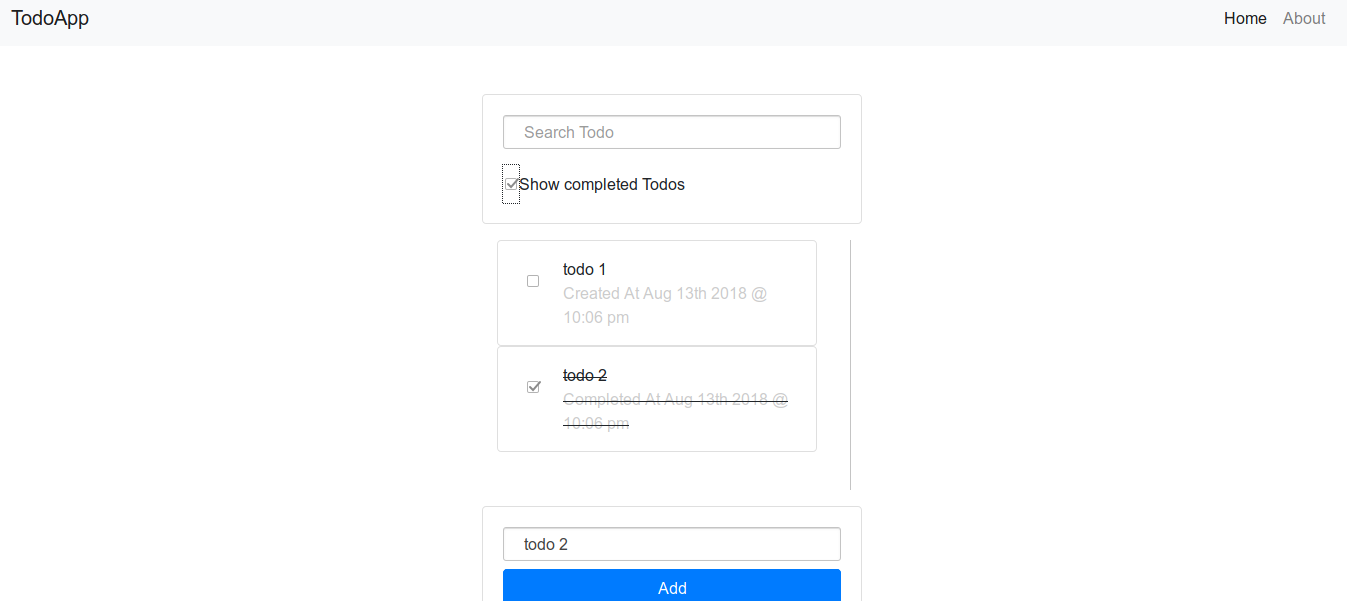 TodoApp
Home
About
Search Todo
Show completed Todos
todo 1
Created At Aug 13th 2018 @
10:06 pm
todo 2
Completed At Aug 13th 2018 @
10:06 pm
todo 2
Add